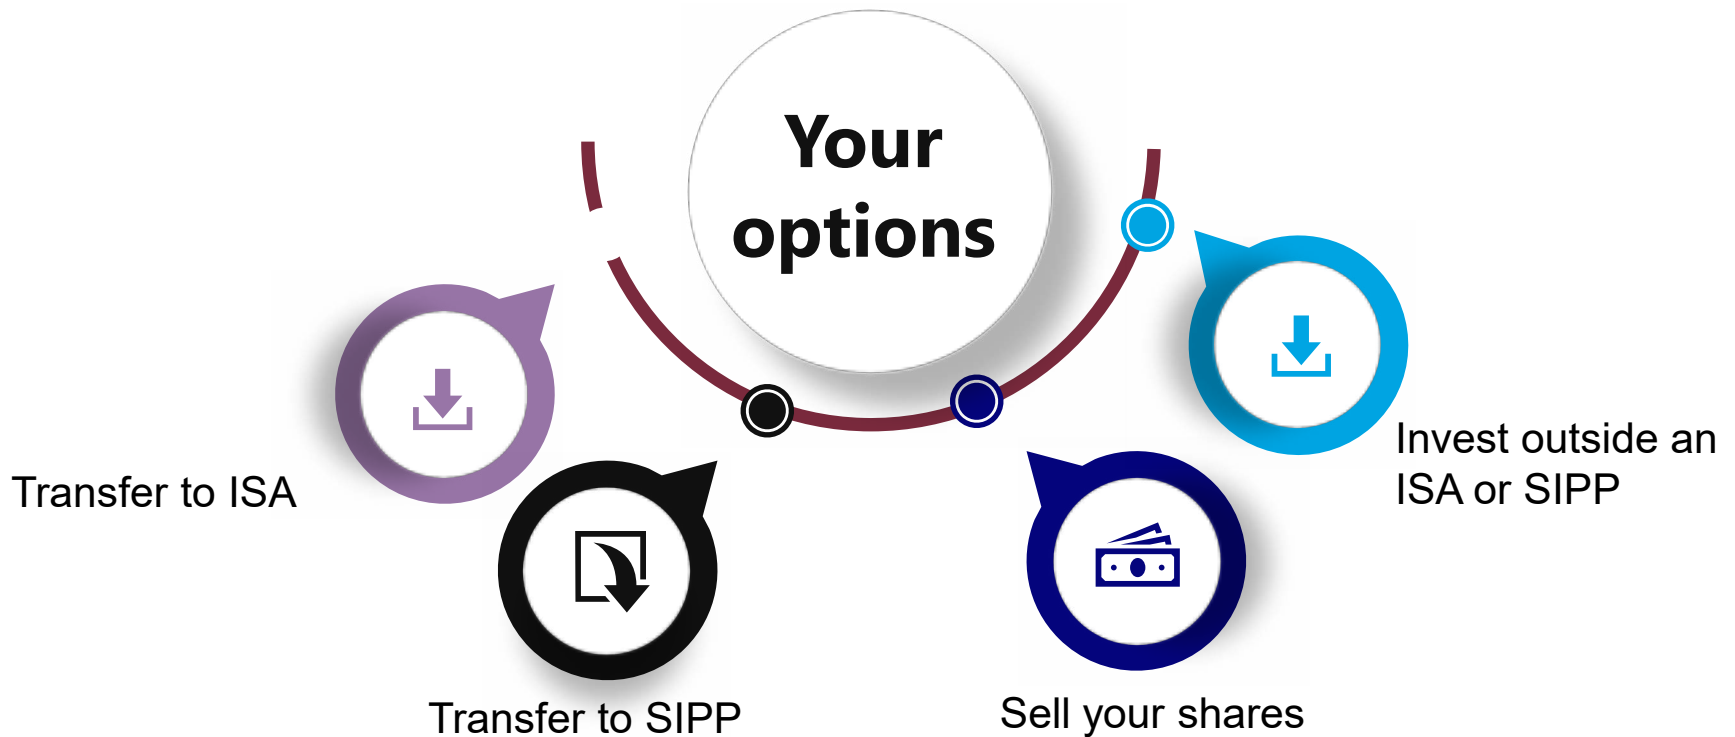 Your
options
Transfer to ISA
Transfer to SIPP
Sell your shares
Invest outside an
ISA or SIPP